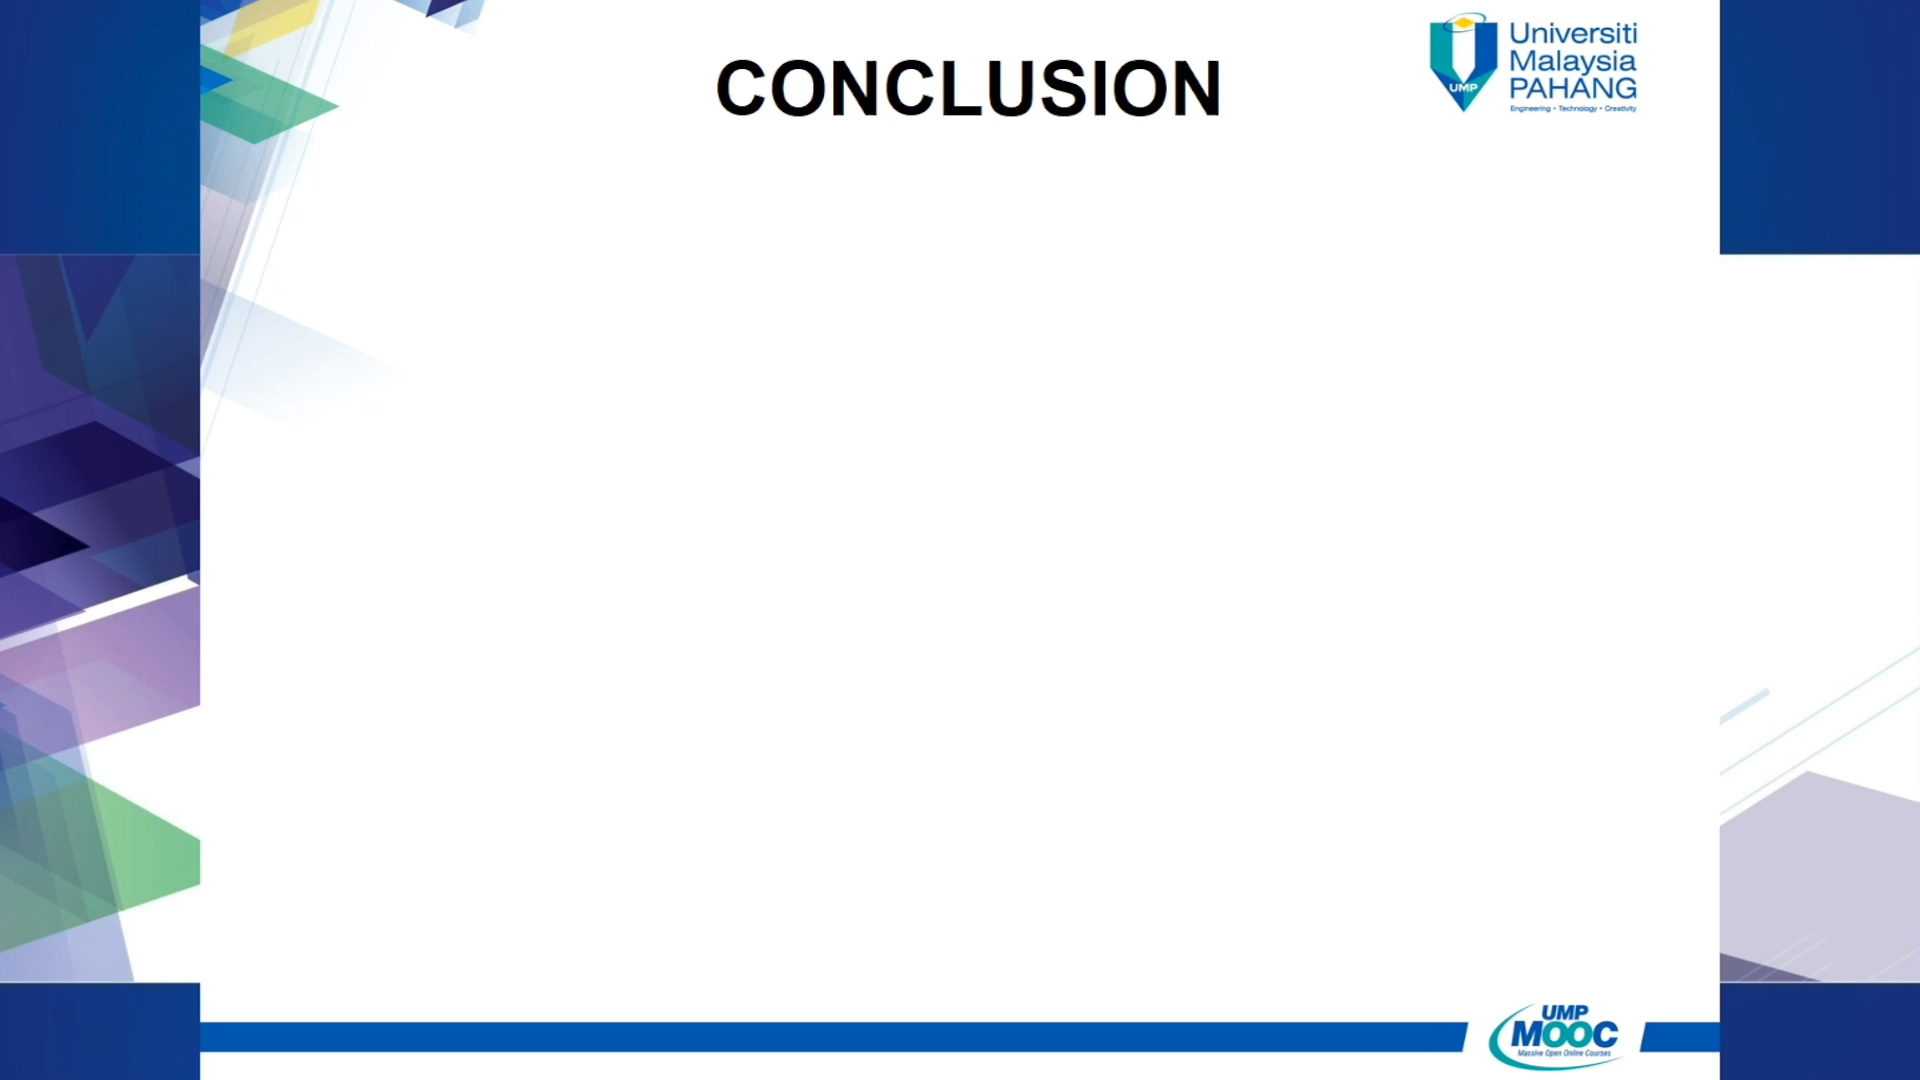 CONCLUSION
Universiti
Malaysia
PAHANG
Engineering • Technology • Creativity
UMP
UMP
MOOC
Massive Open Online Courses